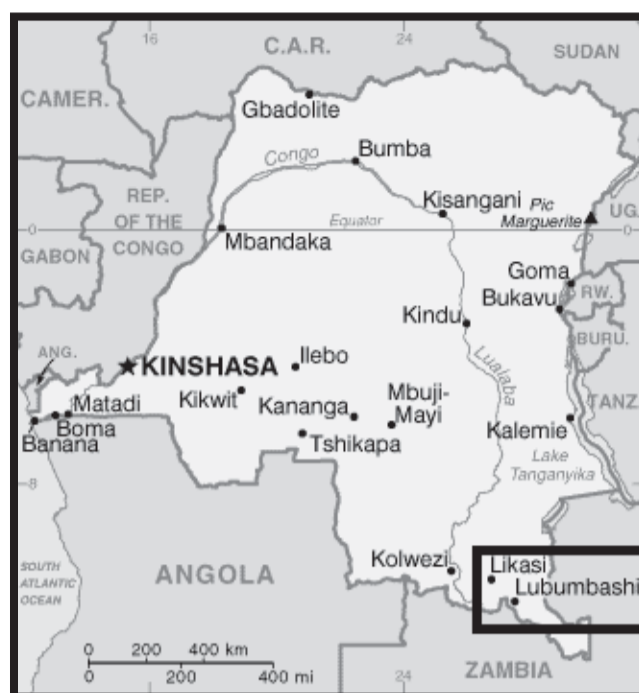 16
24
C.A.R.
SUDAN
CAMER.
Gbadolite
Congo
Bumba
REP.
OF THE
CONGO
Kisangani
Pic
Marguerite
UG
0
Equator
0
Mbandaka
GABON
Goma
RW.
Bukavu
Kindu
BURU.
ANG.
KINSHASA
Ilebo
Lualaba
Kikwit
Mbuji-
Mayi
TANZ
Matadi
Kananga
Boma
Banana
Tshikapa
Kalemie
Lake
Tanganyika
8
8
Kolwezi
Likasi
SOUTH
ATLANTIC
OCEAN
ANGOLA
Lubumbashi
0 200 400 km
0 200 400 mi
24
ZAMBIA